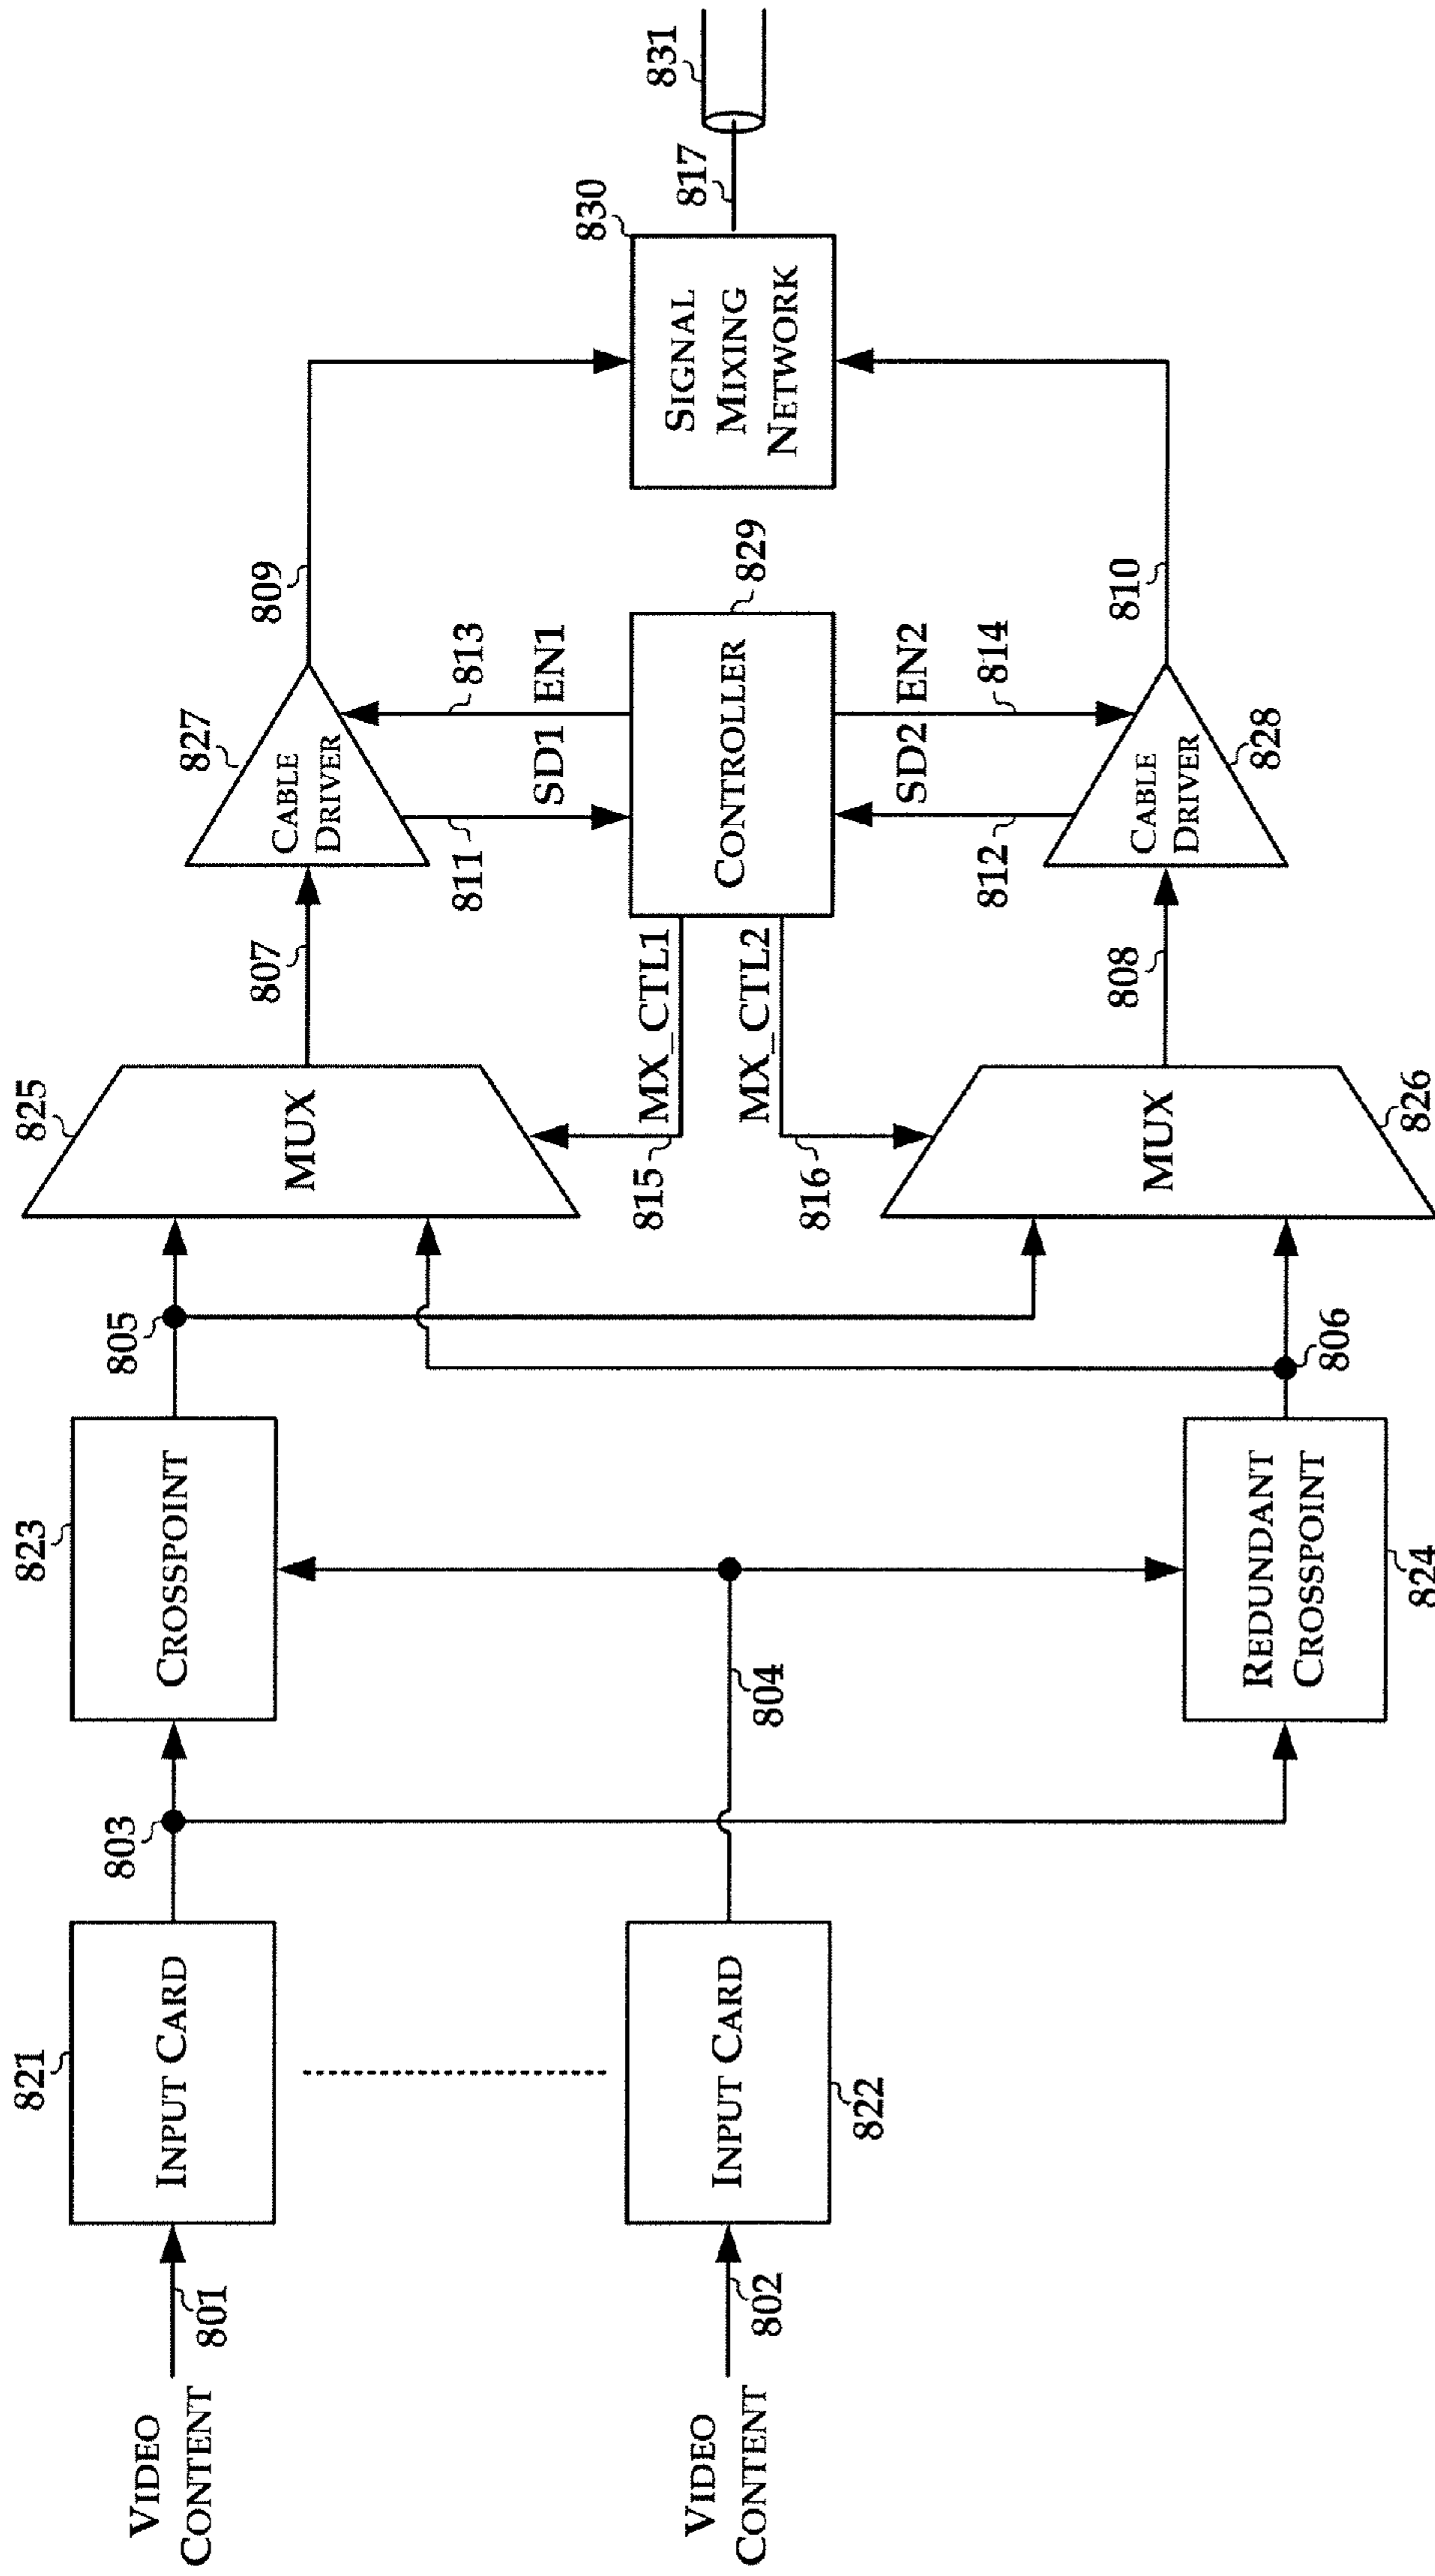 VIDEO
CONTENT
801
821
INPUT CARD
803
823
CROSSPOINT
805
825
MUX
807
827
CABLE
DRIVER
809
811
SD1
EN1
813
VIDEO
CONTENT
802
INPUT CARD
822
804
815
MX_CTL1
MX_CTL2
816
CONTROLLER
829
830
SIGNAL
MIXING
NETWORK
817
831
812
SD2
EN2
814
REDUNDANT
CROSSPOINT
824
806
MUX
826
808
CABLE
DRIVER
828
810